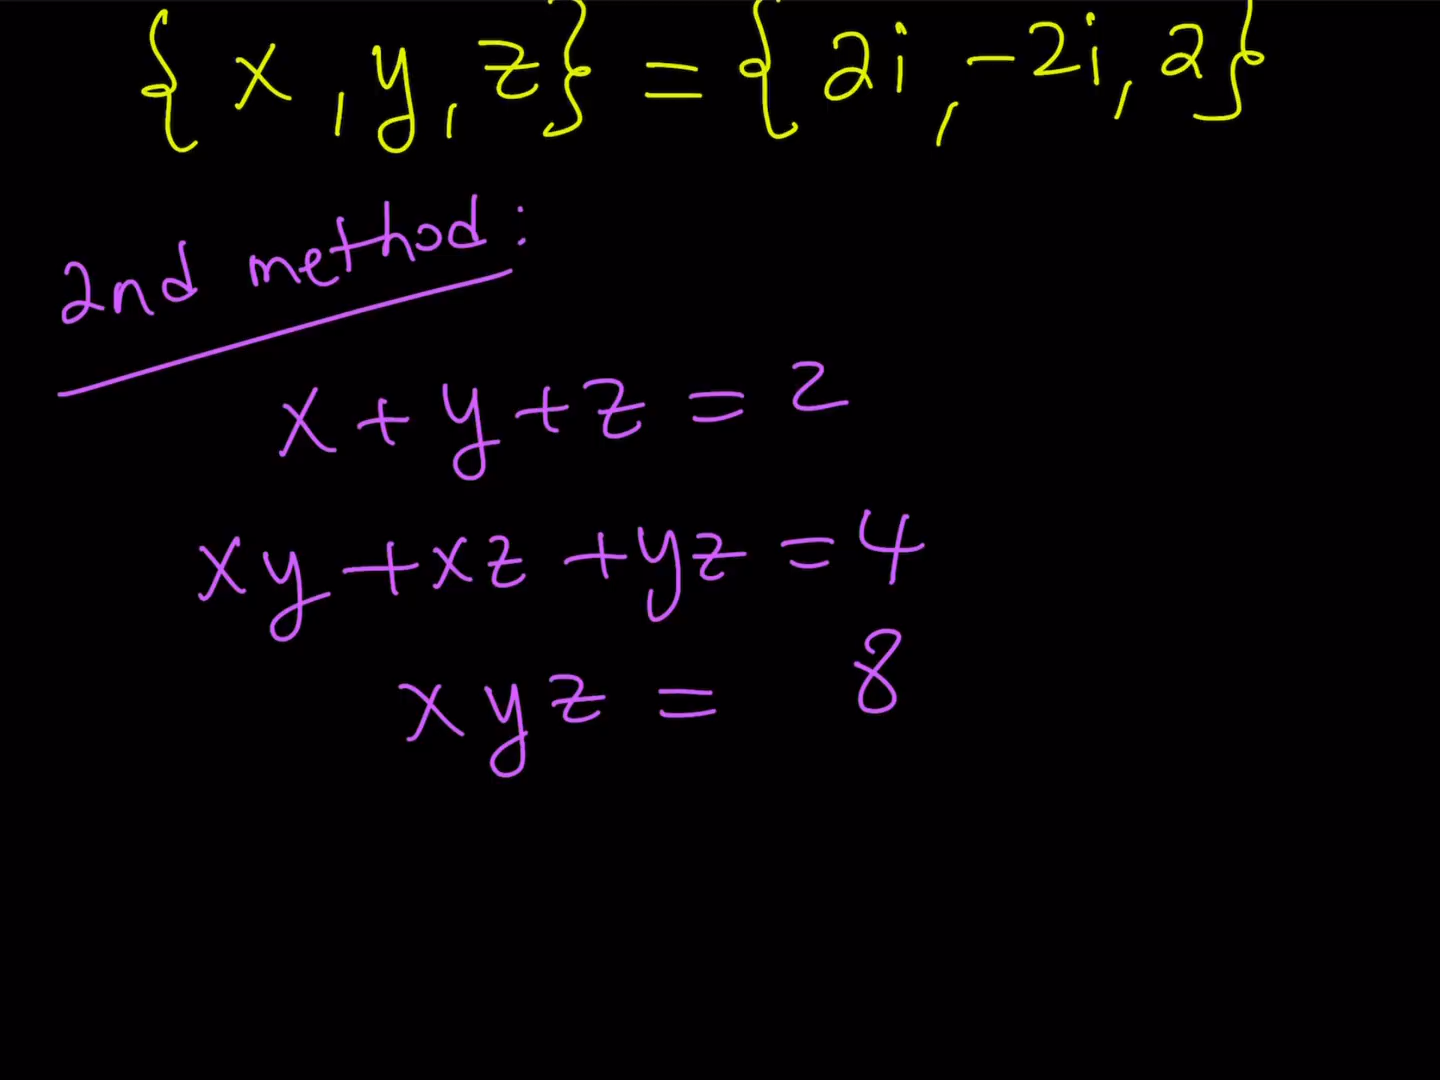 {x, y, z} = {2i, -2i, 2}
2nd method:
x + y + z = 2
xy + xz + yz = 4
xyz = 8